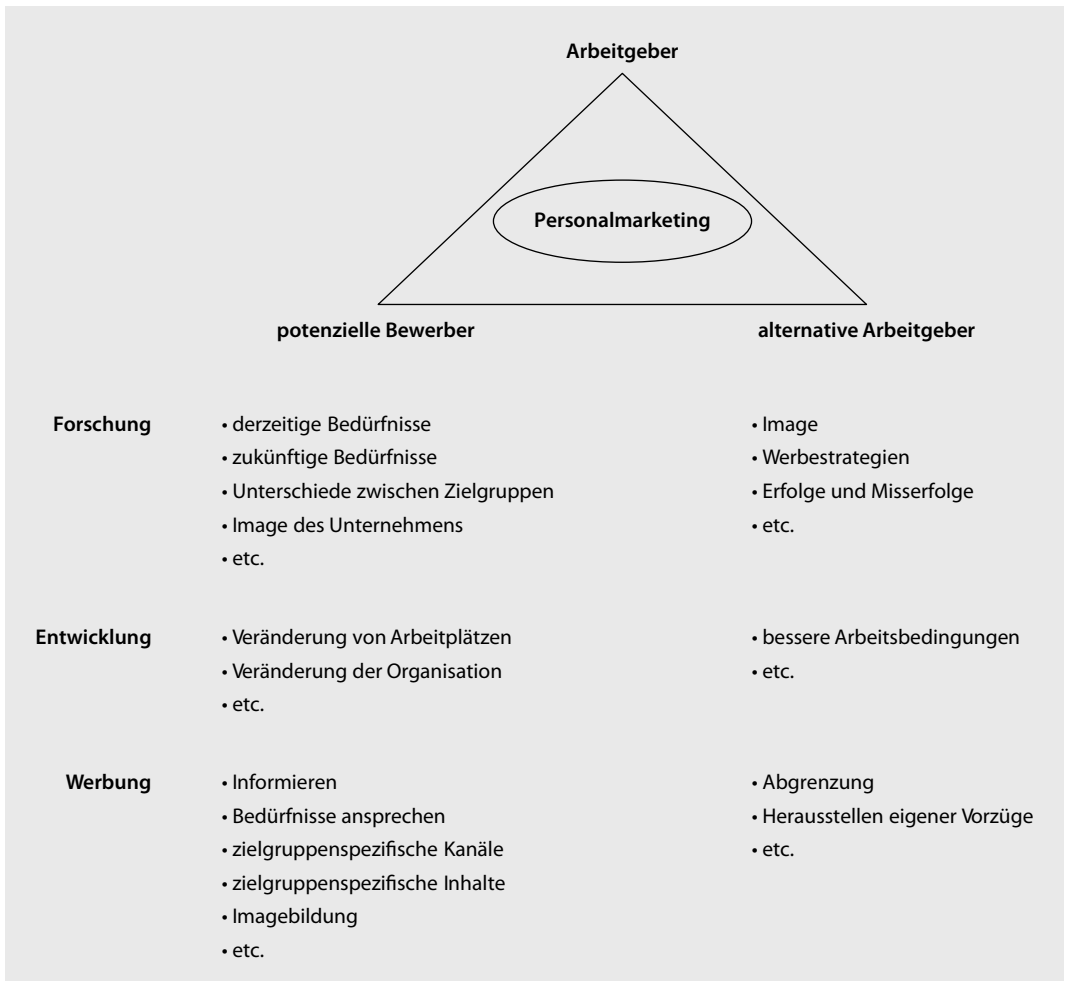 Arbeitgeber
Personalmarketing
potenzielle Bewerber alternative Arbeitgeber
Forschung • derzeitige Bedürfnisse • Image
• zukünftige Bedürfnisse • Werbestrategien
• Unterschiede zwischen Zielgruppen • Erfolge und Misserfolge
• Image des Unternehmens • etc.
• etc.
Entwicklung • Veränderung von Arbeitplätzen • bessere Arbeitsbedingungen
• Veränderung der Organisation • etc.
• etc.
Werbung • Informieren • Abgrenzung
• Bedürfnisse ansprechen • Herausstellen eigener Vorzüge
• zielgruppenspezifische Kanäle • etc.
• zielgruppenspezifische Inhalte
• Imagebildung
• etc.